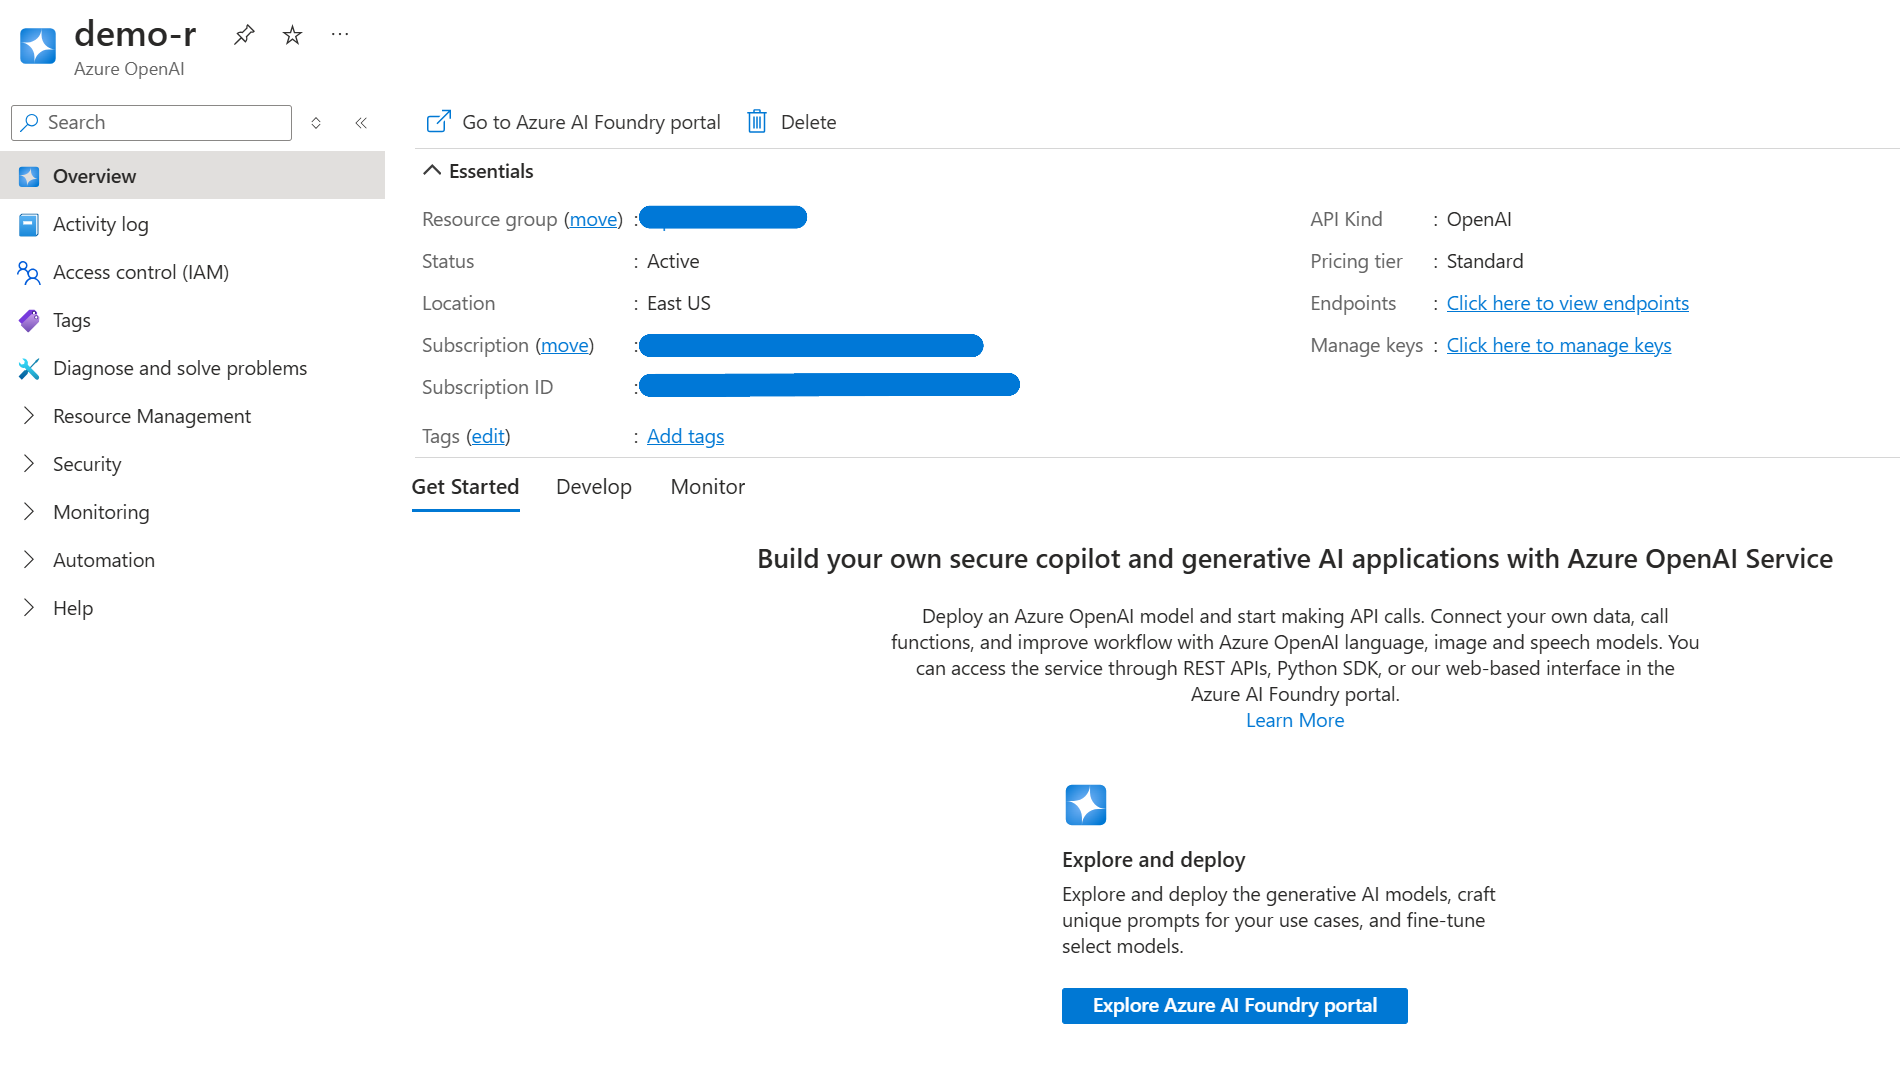 demo-r
Azure OpenAI
Search
Overview
Activity log
Access control (IAM)
Tags
Diagnose and solve problems
Resource Management
Security
Monitoring
Automation
Help
Go to Azure AI Foundry portal
Delete
Essentials
Resource group (move) :
Status : Active
Location : East US
Subscription (move) :
Subscription ID :
Tags (edit) : Add tags
API Kind : OpenAI
Pricing tier : Standard
Endpoints : Click here to view endpoints
Manage keys : Click here to manage keys
Get Started
Develop
Monitor
Build your own secure copilot and generative AI applications with Azure OpenAI Service
Deploy an Azure OpenAI model and start making API calls. Connect your own data, call
functions, and improve workflow with Azure OpenAI language, image and speech models. You
can access the service through REST APIs, Python SDK, or our web-based interface in the
Azure AI Foundry portal.
Learn More
Explore and deploy
Explore and deploy the generative AI models, craft
unique prompts for your use cases, and fine-tune
select models.
Explore Azure AI Foundry portal